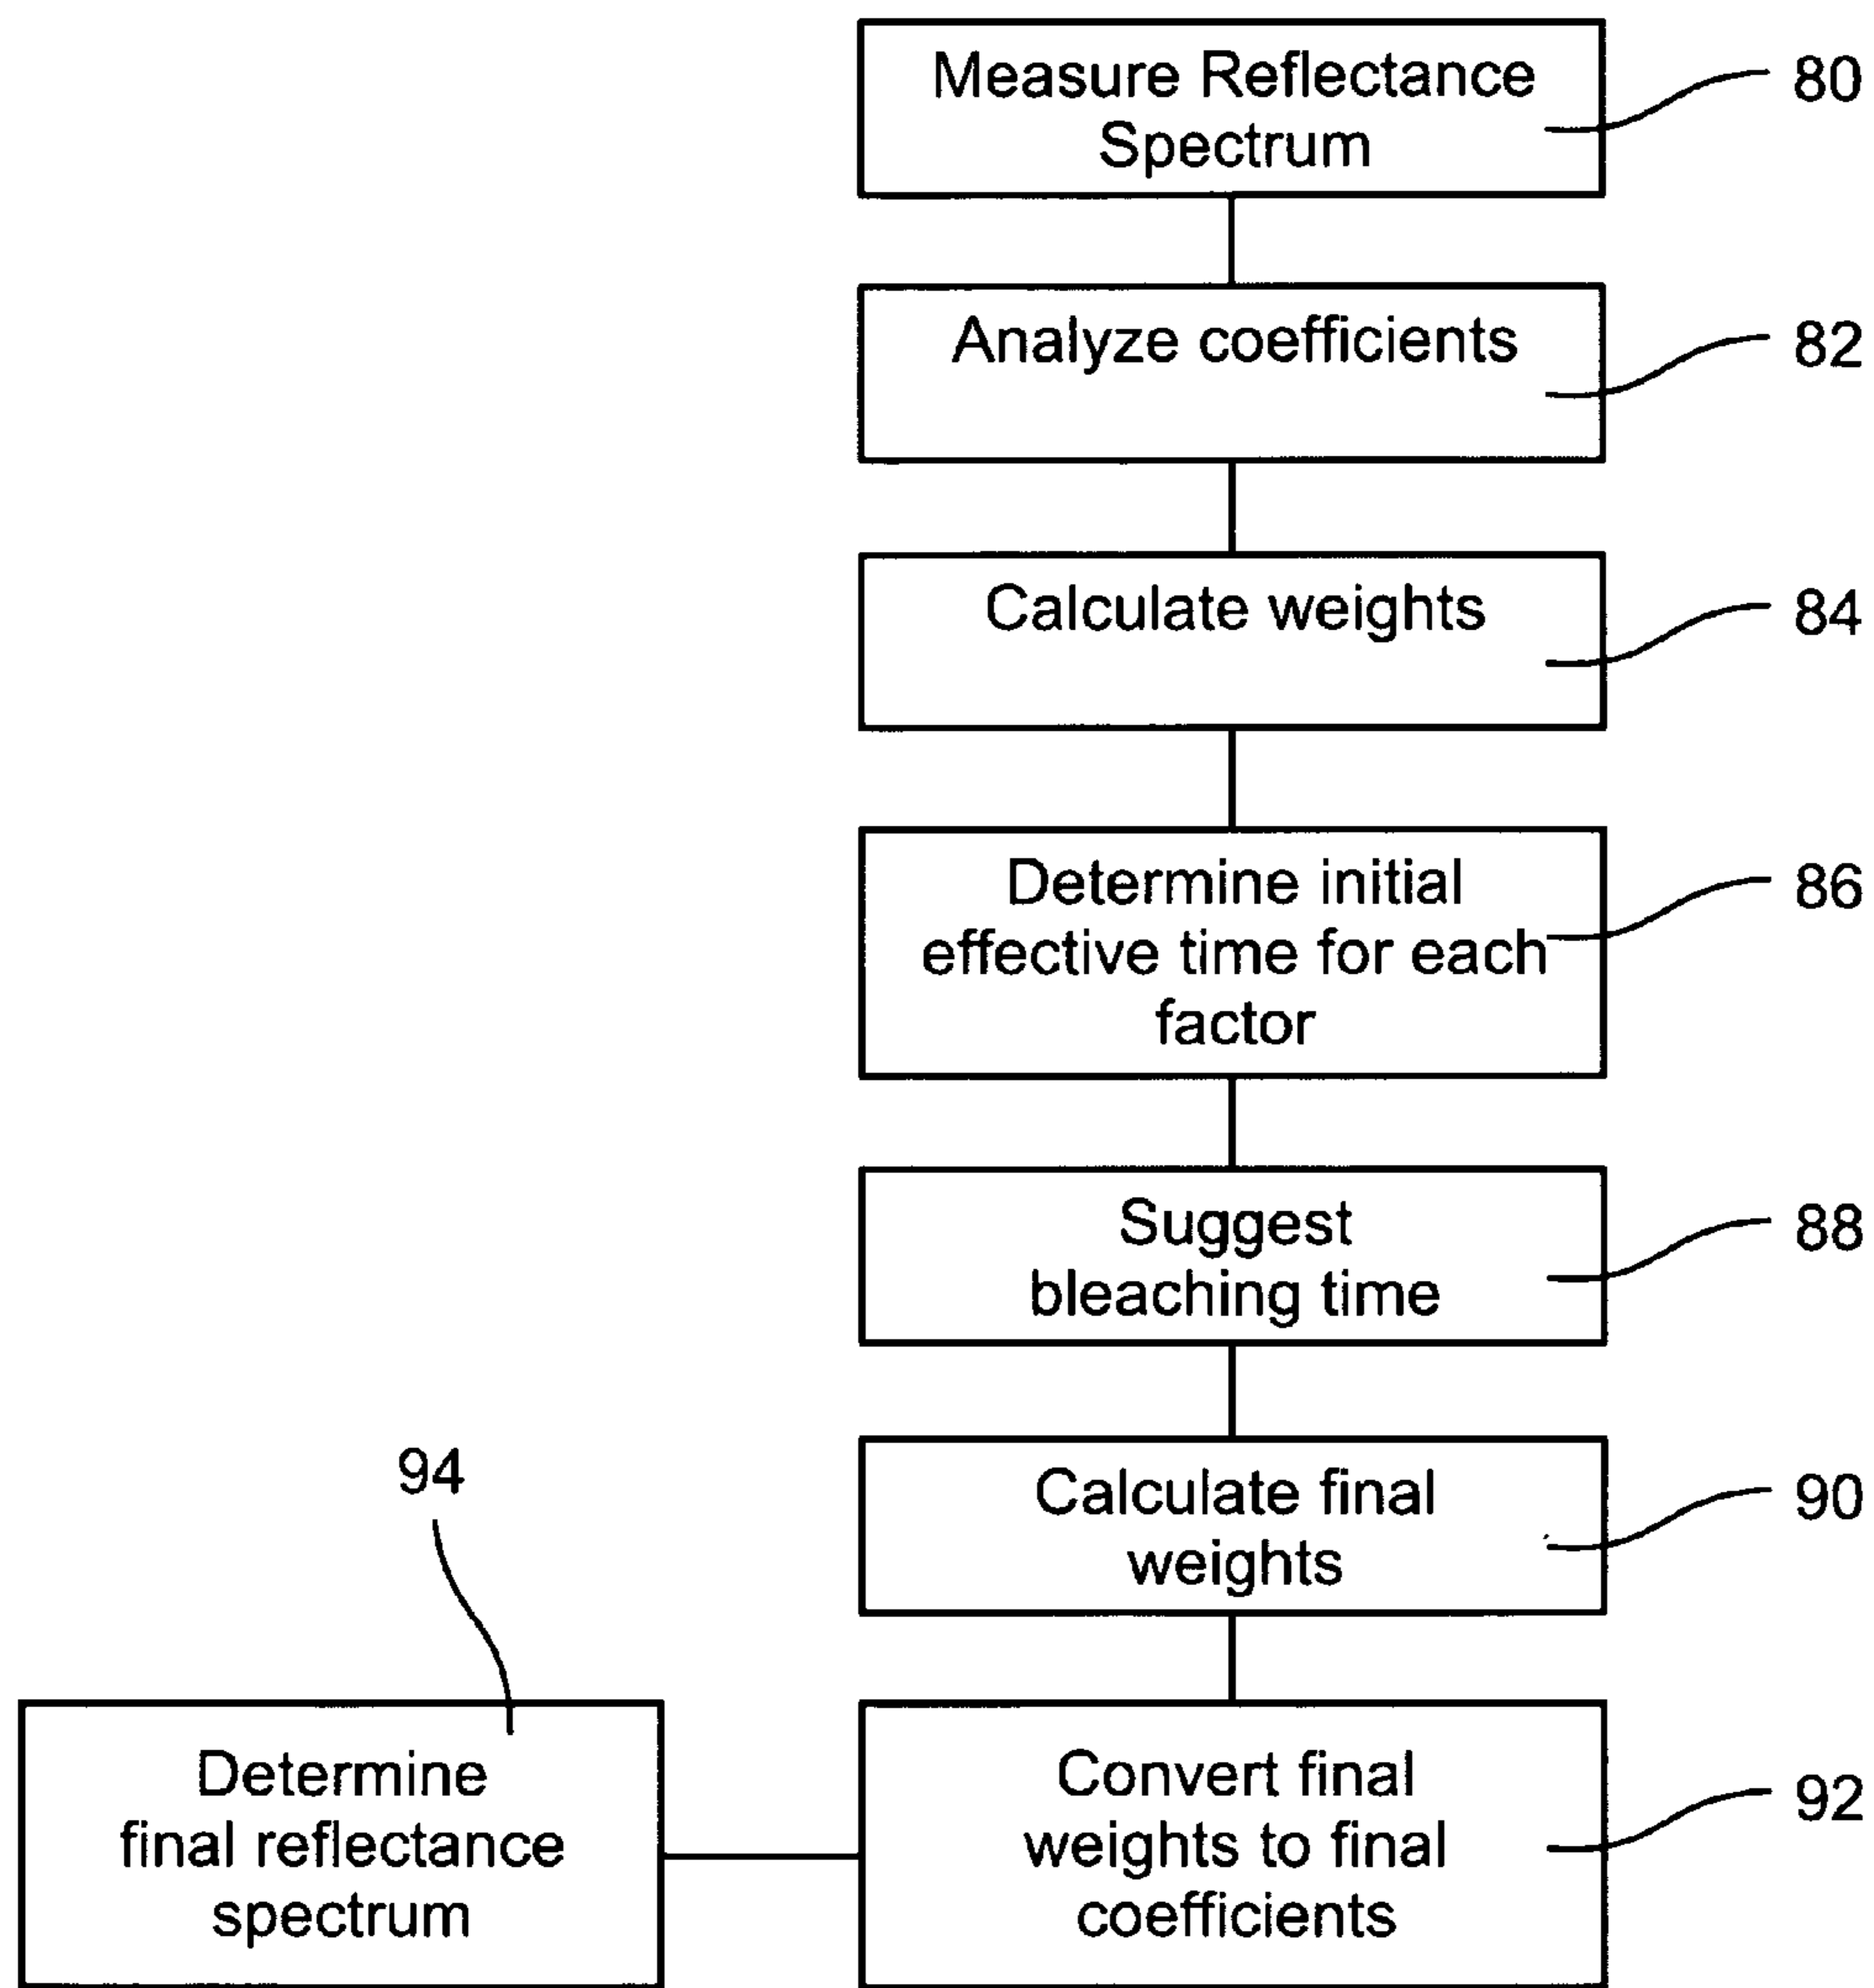 Measure Reflectance
Spectrum
80
Analyze coefficients
82
Calculate weights
84
Determine initial
effective time for each
factor
86
Suggest
bleaching time
88
Calculate final
weights
90
Convert final
weights to final
coefficients
92
94
Determine
final reflectance
spectrum